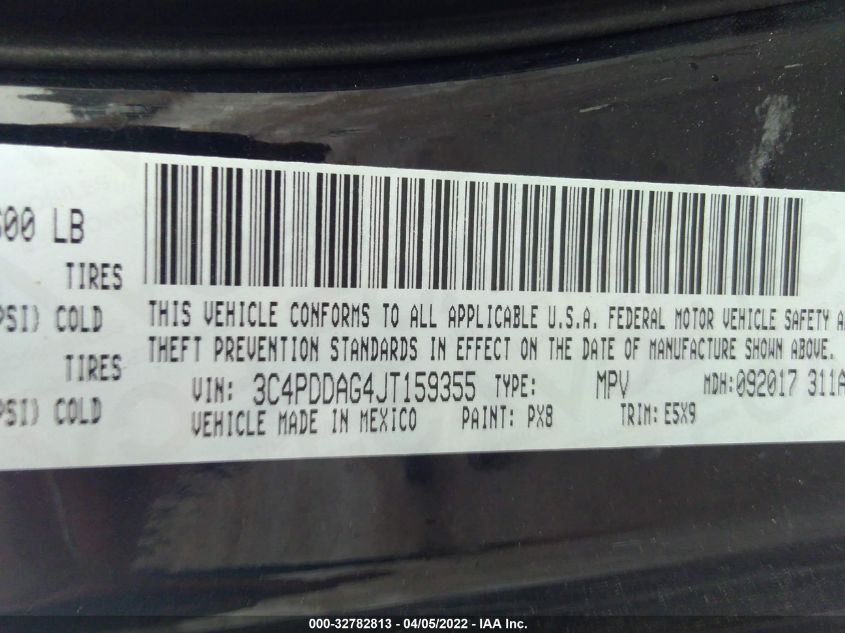 600 LB
TIRES
PSI) COLD
TIRES
PSI) COLD
THIS VEHICLE CONFORMS TO ALL APPLICABLE U.S.A. FEDERAL MOTOR VEHICLE SAFETY A
THEFT PREVENTION STANDARDS IN EFFECT ON THE DATE OF MANUFACTURE SHOWN ABOVE.
VIN: 3C4PDDAG4JT159355 TYPE: MPV MDH:092017 311A
VEHICLE MADE IN MEXICO PAINT: PX8 TRIM: E5X9
000-32782813 - 04/05/2022 - IAA Inc.